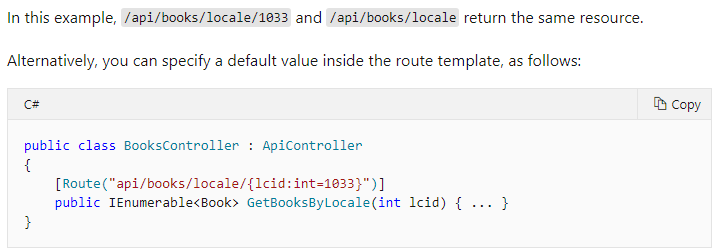 In this example, /api/books/locale/1033 and /api/books/locale return the same resource.
Alternatively, you can specify a default value inside the route template, as follows:
C#
Copy
public class BooksController : ApiController
{
    [Route("api/books/locale/{lcid:int=1033}")]
    public IEnumerable<Book> GetBooksByLocale(int lcid) { ... }
}